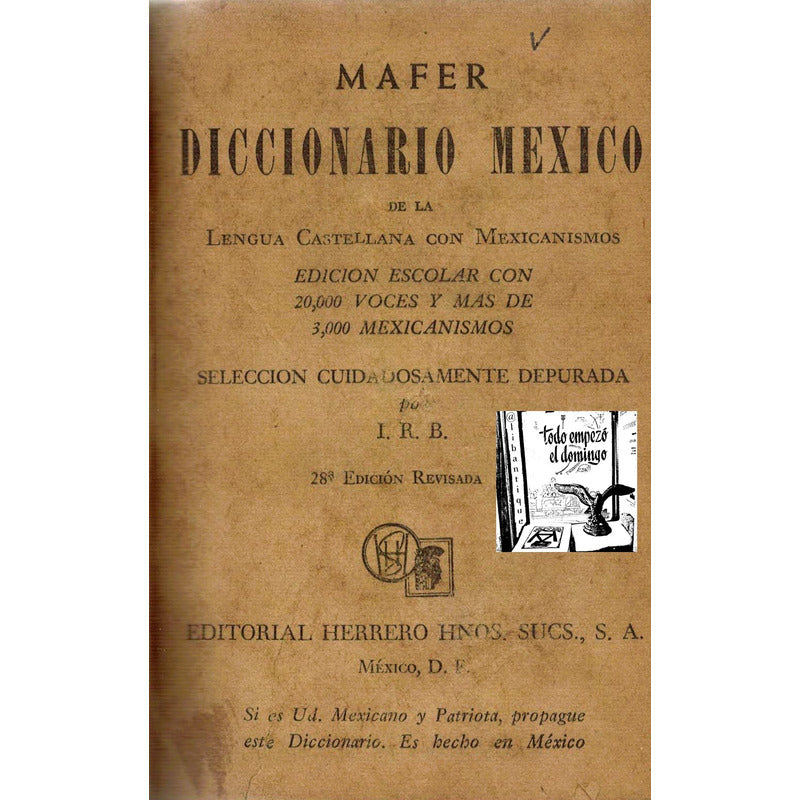 MAFER
DICCIONARIO MEXICO
DE LA
LENGUA CASTELLANA CON MEXICANISMOS
EDICION ESCOLAR CON
20,000 VOCES Y MAS DE
3,000 MEXICANISMOS
SELECCION CUIDADOSAMENTE DEPURADA
por
I. R. B.
28ª EDICIÓN REVISADA
@libantique
todo empezó
el domingo
EDITORIAL HERRERO HNOS. SUCS., S. A.
MÉXICO, D. F.
Si es Ud. Mexicano y Patriota, propague
este Diccionario. Es hecho en México